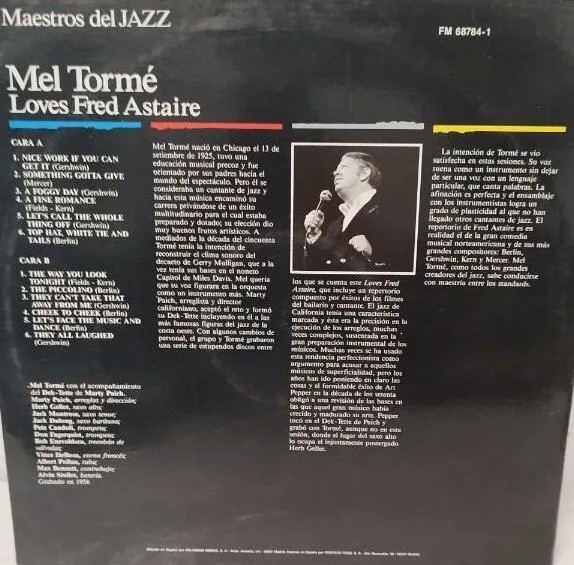 Maestros del JAZZ
FM 68784-1
Mel Tormé
Loves Fred Astaire
CARA A
1. NICE WORK IF YOU CAN
GET IT (Gershwin)
2. SOMETHING GOTTA GIVE
(Mercer)
3. A FOGGY DAY (Gershwin)
4. A FINE ROMANCE
(Fields - Kern)
5. LET'S CALL THE WHOLE
THING OFF (Gershwin)
6. TOP HAT, WHITE TIE AND
TAILS (Berlin)
CARA B
1. THE WAY YOU LOOK
TONIGHT (Fields - Kern)
2. THE PICCOLINO (Berlin)
3. THEY CAN'T TAKE THAT
AWAY FROM ME (Gershwin)
4. CHEEK TO CHEEK (Berlin)
5. LET'S FACE THE MUSIC AND
DANCE (Berlin)
6. THEY ALL LAUGHED
(Gershwin)
Mel Tormé con el acompañamiento
del Dek-Tette de Marty Paich.
Marty Paich, arreglos y dirección;
Herb Geller, saxo alto;
Jack Montrose, saxo tenor;
Jack Dulong, saxo barítono;
Pete Candoli, trompeta;
Don Fagerquist, trompeta;
Bob Enevoldsen, trombón de
válvulas;
Vince DeRosa, corno francés;
Albert Pollan, tuba;
Max Bennett, contrabajo;
Alvin Stoller, batería.
Grabado en 1956
Mel Tormé nació en Chicago el 13 de
setiembre de 1925, tuvo una
educación musical precoz y fue
orientado por sus padres hacia el
mundo del espectáculo. Pero él se
consideraba un cantante de jazz y
hacia esta música encaminó su
carrera privándose de un éxito
multitudinario para el cual estaba
preparado y dotado; su elección dio
muy buenos frutos artísticos. A
mediados de la década del cincuenta
Tormé tenía la intención de
reconstruir el clima sonoro del
decaeto de Gerry Mulligan, que a la
vez tenía sus bases en el noneto
Capitol de Miles Davis. Mel quería
que su voz figurara en la orquesta
como un instrumento más. Marty
Paich, arreglista y director
californiano, aceptó el reto y formó
su Dek-Tette incluyendo en él a las
más famosas figuras del jazz de la
costa oeste. Con algunos cambios de
personal, el grupo y Tormé grabaron
una serie de estupendos discos entre
los que se cuenta este Loves Fred
Astaire, que incluye un repertorio
compuesto por éxitos de los filmes
del bailarín y cantante. El jazz de
California tenía una característica
marcada y ésta era la precisión en la
ejecución de los arreglos, muchas
veces complejos, sustentada en la
gran preparación instrumental de los
músicos. Muchas veces se ha usado
esta tendencia perfeccionista como
argumento para acusar a aquellos
músicos de superficialidad, pero los
años han ido poniendo en claro las
cosas y el formidable éxito de Art
Pepper en la década de los setenta
obligó a una revisión de las bases en
las que aquel gran músico había
crecido y madurado su arte. Pepper
tocó en el Dek-Tette de Paich y
grabó con Tormé, aunque no en esta
sesión, donde el lugar del saxo alto
lo ocupa el injustamente postergado
Herb Geller.
La intención de Tormé se vio
satisfecha en estas sesiones. Su voz
suena como un instrumento sin dejar
de ser una voz con un lenguaje
particular, que canta palabras. La
afinación es perfecta y el ensamblaje
con los instrumentistas logra un
grado de plasticidad al que no han
llegado otros cantantes de jazz. El
repertorio de Fred Astaire es en
realidad el de la gran comedia
musical norteamericana y de sus más
grandes compositores: Berlin,
Gershwin, Kern y Mercer. Mel
Tormé, como todos los grandes
creadores del jazz, sabe conducirse
con maestría entre los standards.